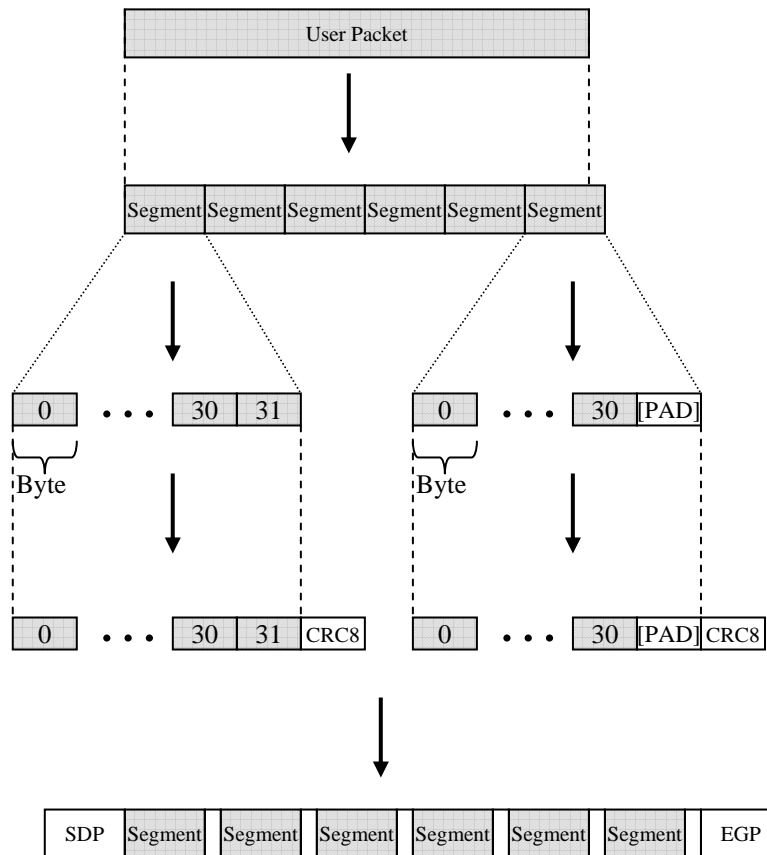 User Packet
Segment Segment Segment Segment Segment Segment
0 • • • 30 31 0 • • • 30 [PAD]
Byte Byte
0 • • • 30 31 CRC8 0 • • • 30 [PAD] CRC8
SDP Segment Segment Segment Segment Segment Segment EGP